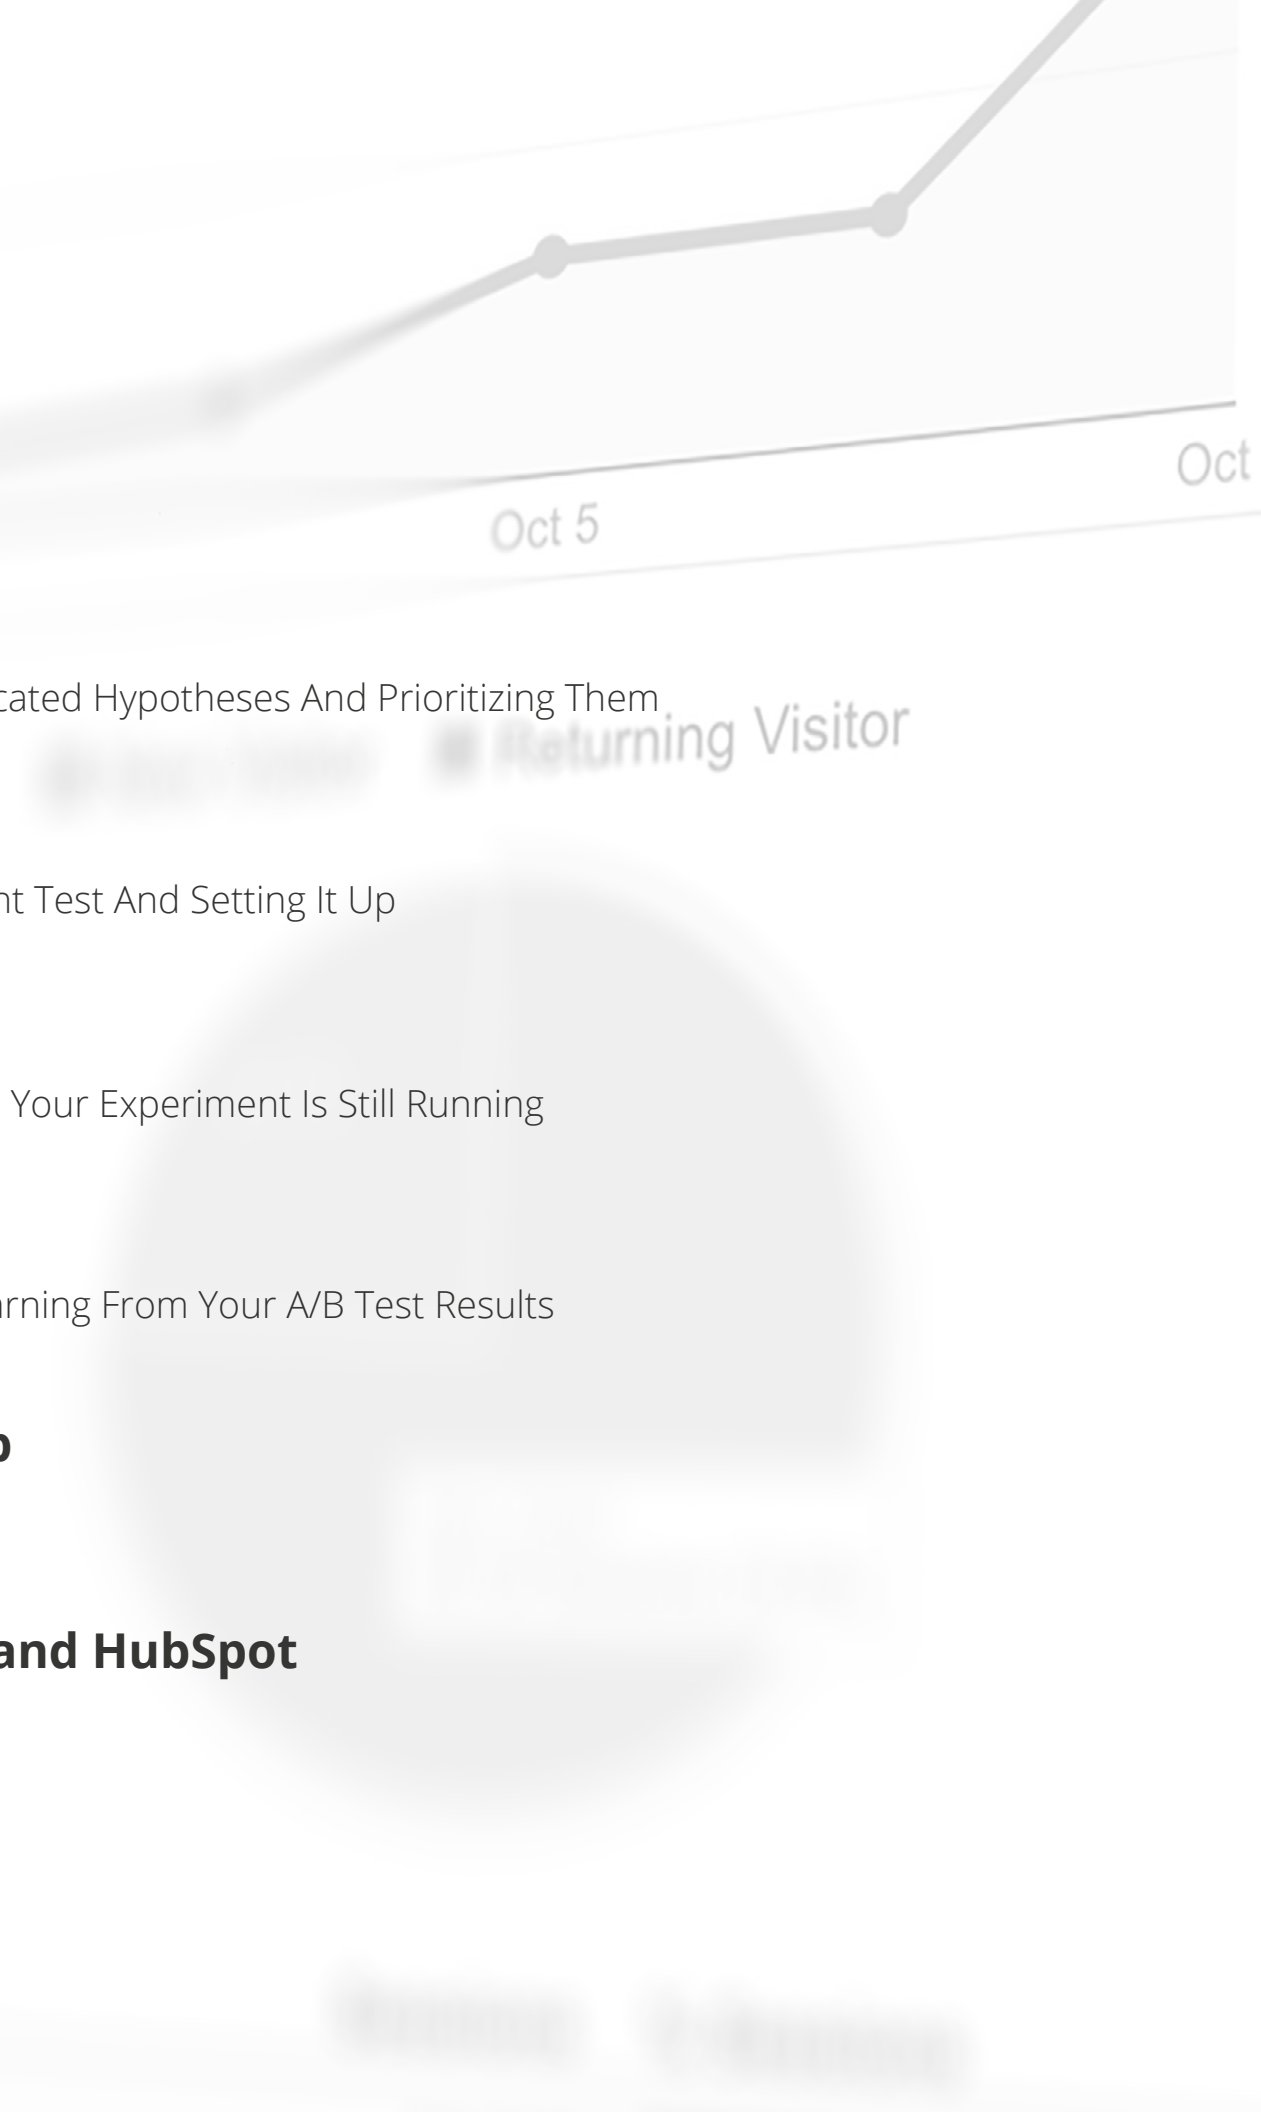 Oct
Oct 5
cated Hypotheses And Prioritizing Them
Returning Visitor
nt Test And Setting It Up
Your Experiment Is Still Running
arning From Your A/B Test Results
p
and HubSpot